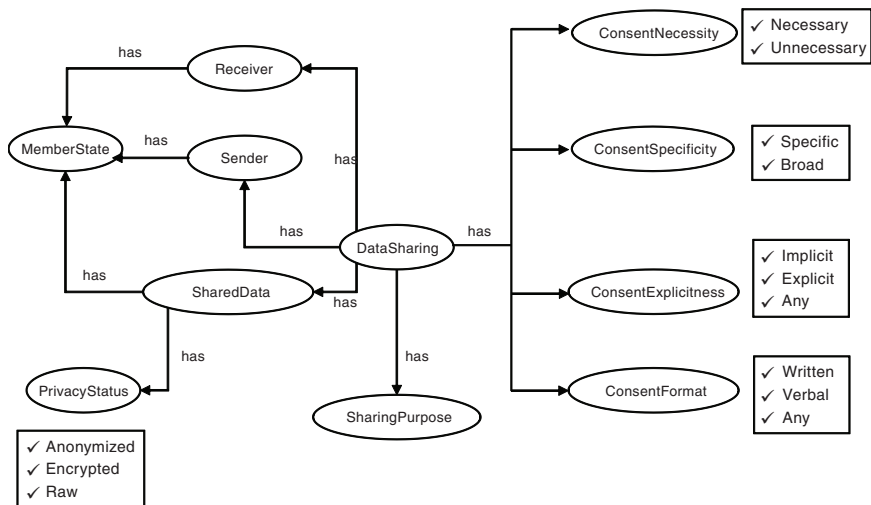 ConsentNecessity
✓ Necessary
✓ Unnecessary
has
Receiver
has
MemberState
Sender
has
ConsentSpecificity
✓ Specific
✓ Broad
has
has
DataSharing
has
has
SharedData
has
ConsentExplicitness
✓ Implicit
✓ Explicit
✓ Any
has
has
PrivacyStatus
SharingPurpose
ConsentFormat
✓ Written
✓ Verbal
✓ Any
✓ Anonymized
✓ Encrypted
✓ Raw